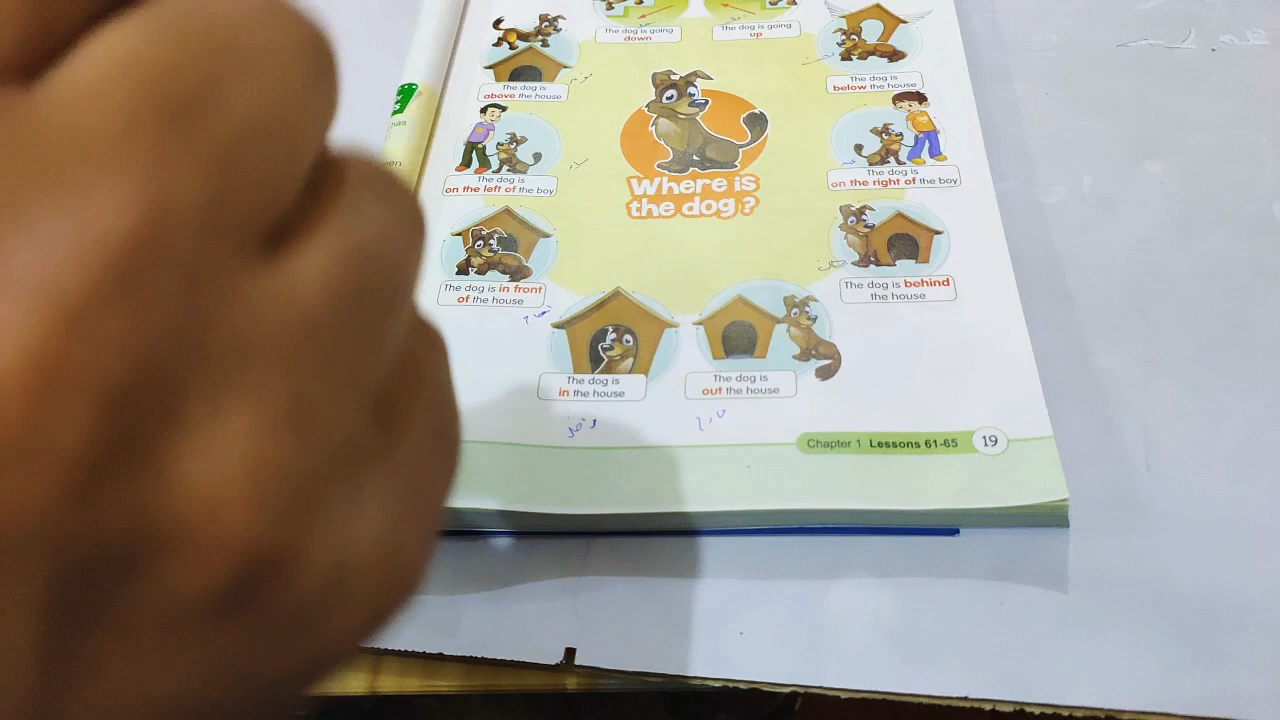 The dog is going
down
The dog is going
up
The dog is
above the house
The dog is
below the house
The dog is
on the left of the boy
The dog is
on the right of the boy
Where is
the dog?
The dog is in front
of the house
The dog is behind
the house
The dog is
in the house
The dog is
out the house
Chapter 1 Lessons 61-65 19